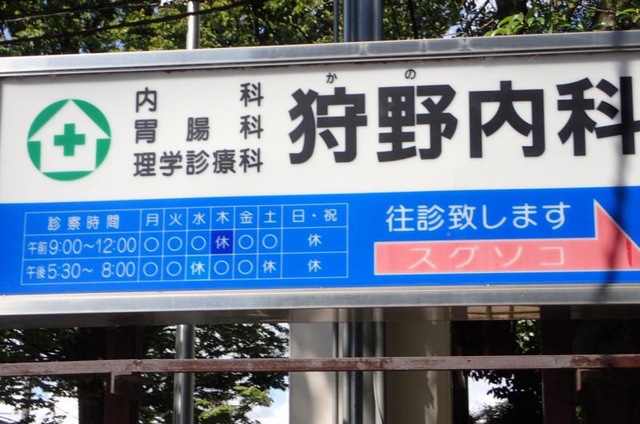 内科
胃腸科
理学診療科
かの
狩野内科
診察時間 月 火 水 木 金 土 日・祝
午前9:00～12:00 〇 〇 〇 休 〇 〇 休
午後5:30～ 8:00 〇 〇 休 〇 〇 休 休
往診致します
スグソコ